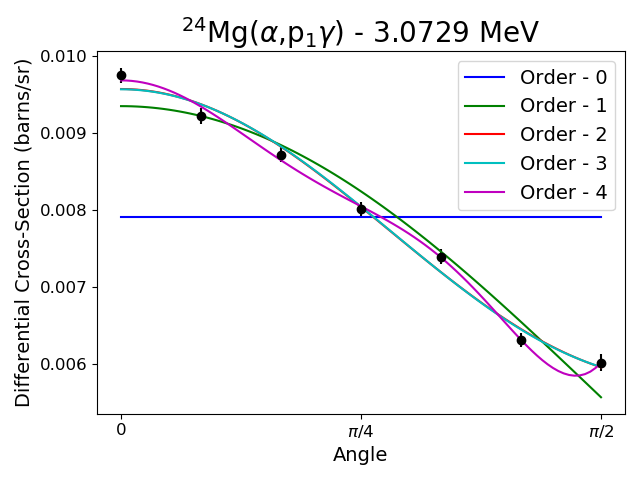 ²⁴Mg(α,p₁γ) - 3.0729 MeV
Differential Cross-Section (barns/sr)
0.010
0.009
0.008
0.007
0.006
Order - 0
Order - 1
Order - 2
Order - 3
Order - 4
0 π/4 π/2
Angle